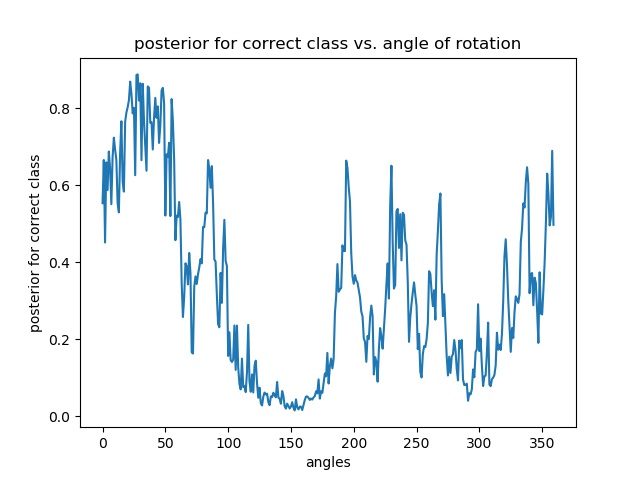 posterior for correct class vs. angle of rotation
posterior for correct class
0.8
0.6
0.4
0.2
0.0
0 50 100 150 200 250 300 350
angles